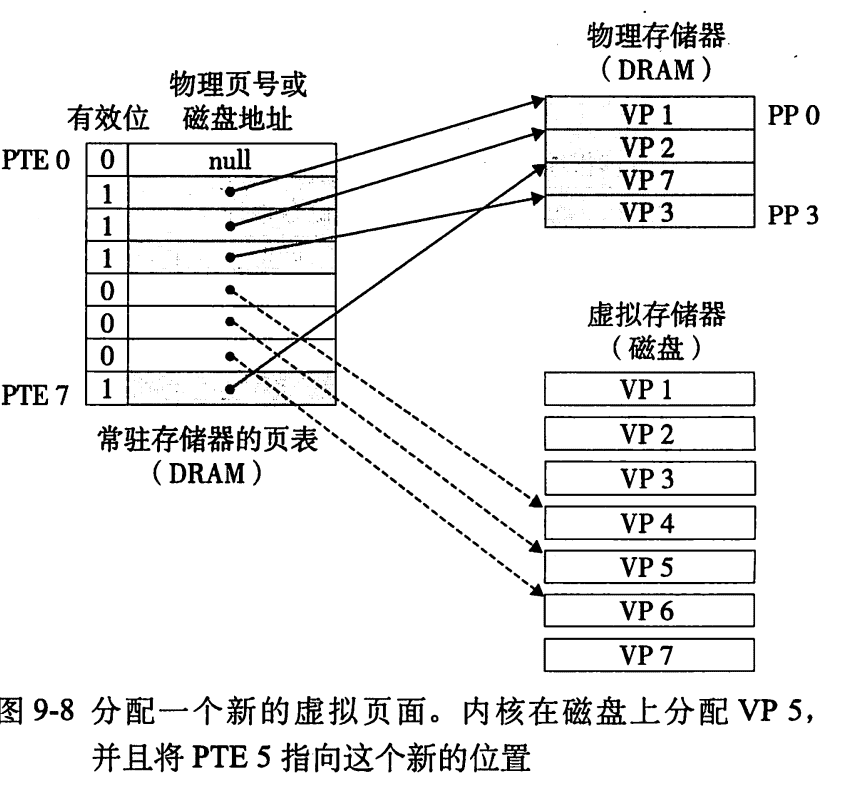 物理存储器
（DRAM）
物理页号或
有效位 磁盘地址
PTE 0 0 null
1
1
1
0
0
0
PTE 7 1
常驻存储器的页表
（DRAM）
VP 1 PP 0
VP 2
VP 7
VP 3 PP 3
虚拟存储器
（磁盘）
VP 1
VP 2
VP 3
VP 4
VP 5
VP 6
VP 7
图 9-8 分配一个新的虚拟页面。内核在磁盘上分配 VP 5，
并且将 PTE 5 指向这个新的位置